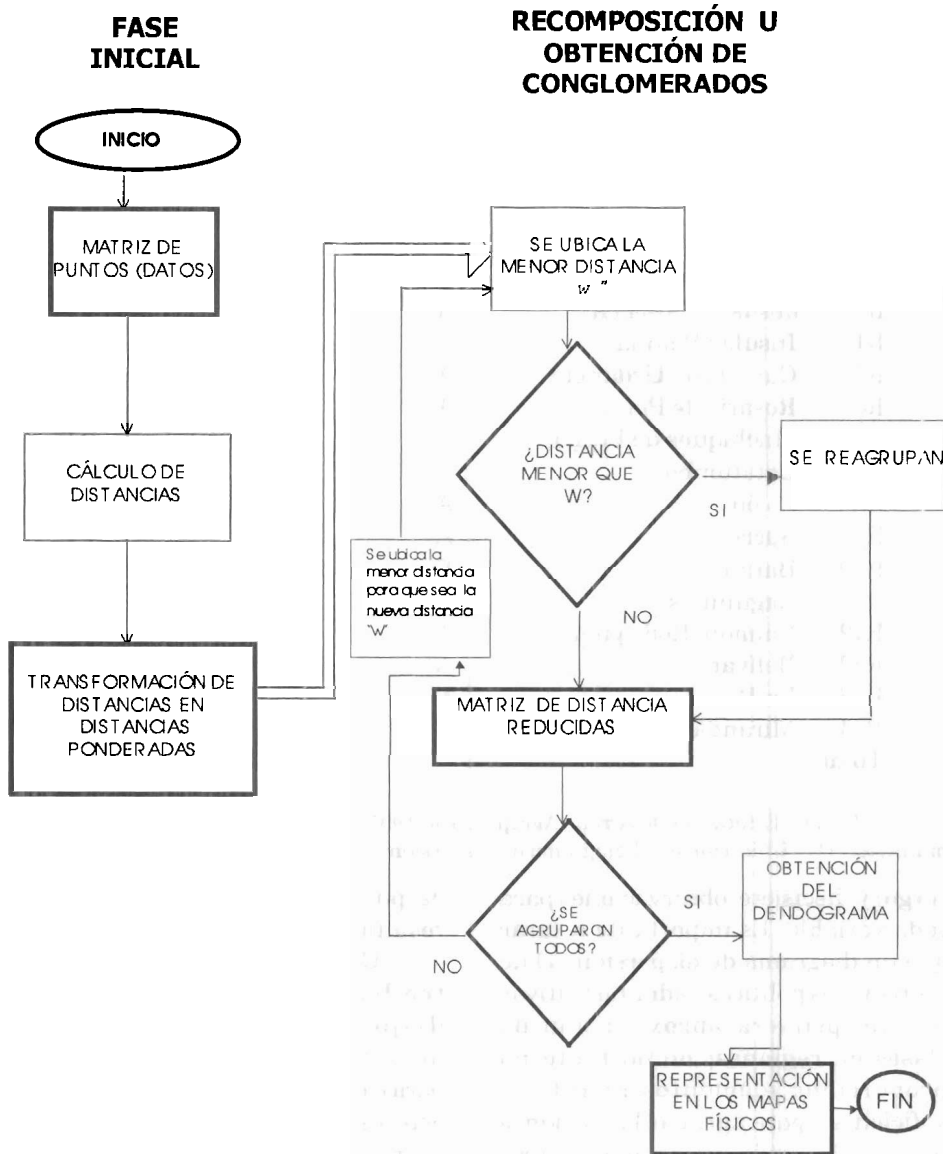 FASE
INICIAL
RECOMPOSICIÓN U
OBTENCIÓN DE
CONGLOMERADOS
INICIO
MATRIZ DE
PUNTOS (DATOS)
CÁLCULO DE
DISTANCIAS
TRANSFORMACIÓN DE
DISTANCIAS EN
DISTANCIAS
PONDERADAS
SE UBICA LA
MENOR DISTANCIA
w "
¿DISTANCIA
MENOR QUE
W?
SI
SE REAGRUPAN
Se ubica la
menor distancia
para que sea la
nueva distancia
"W"
NO
MATRIZ DE DISTANCIA
REDUCIDAS
¿SE
AGRUPARON
TODOS?
SI
NO
OBTENCIÓN
DEL
DENDOGRAMA
REPRESENTACIÓN
EN LOS MAPAS
FÍSICOS
FIN